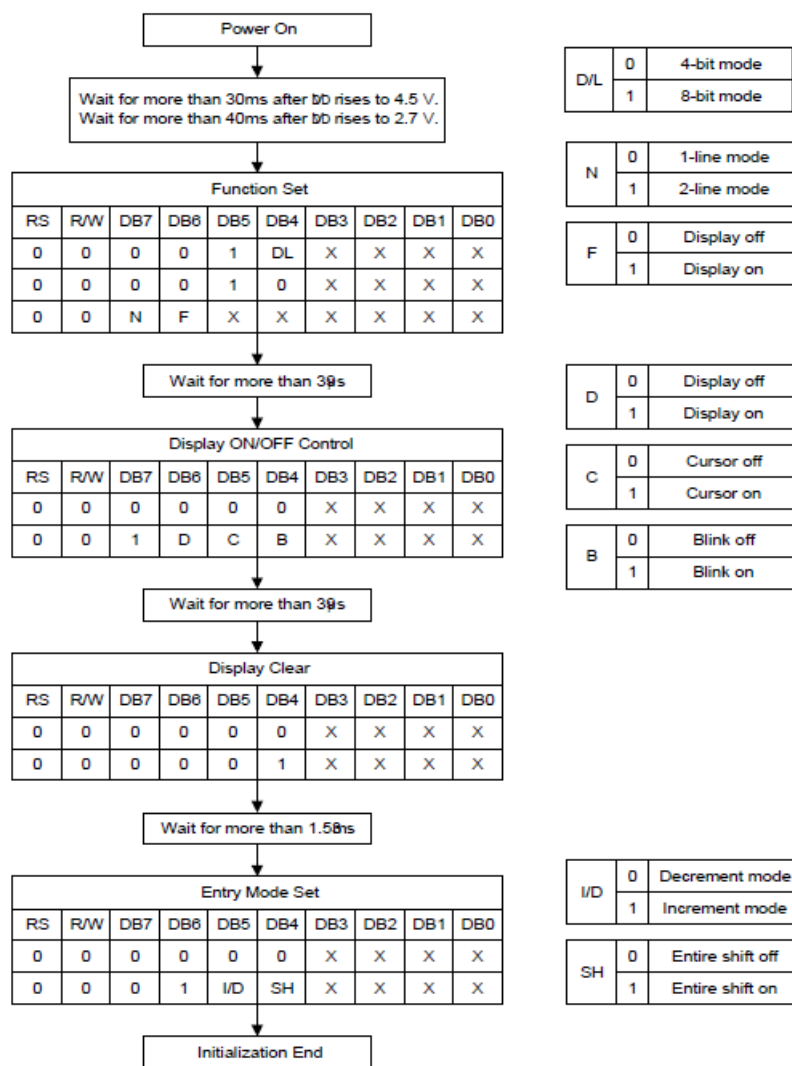 Power On
Wait for more than 30ms after DD rises to 4.5 V.
Wait for more than 40ms after DD rises to 2.7 V.
Function Set
RS R/W DB7 DB6 DB5 DB4 DB3 DB2 DB1 DB0
0 0 0 0 1 DL X X X X
0 0 0 0 1 0 X X X X
0 0 N F X X X X X X
Wait for more than 39μs
Display ON/OFF Control
RS R/W DB7 DB6 DB5 DB4 DB3 DB2 DB1 DB0
0 0 0 0 0 0 X X X X
0 0 1 D C B X X X X
Wait for more than 39μs
Display Clear
RS R/W DB7 DB6 DB5 DB4 DB3 DB2 DB1 DB0
0 0 0 0 0 0 X X X X
0 0 0 0 0 1 X X X X
Wait for more than 1.53ms
Entry Mode Set
RS R/W DB7 DB6 DB5 DB4 DB3 DB2 DB1 DB0
0 0 0 0 0 0 X X X X
0 0 0 1 I/D SH X X X X
Initialization End
D/L
0 4-bit mode
1 8-bit mode
N
0 1-line mode
1 2-line mode
F
0 Display off
1 Display on
D
0 Display off
1 Display on
C
0 Cursor off
1 Cursor on
B
0 Blink off
1 Blink on
I/D
0 Decrement mode
1 Increment mode
SH
0 Entire shift off
1 Entire shift on